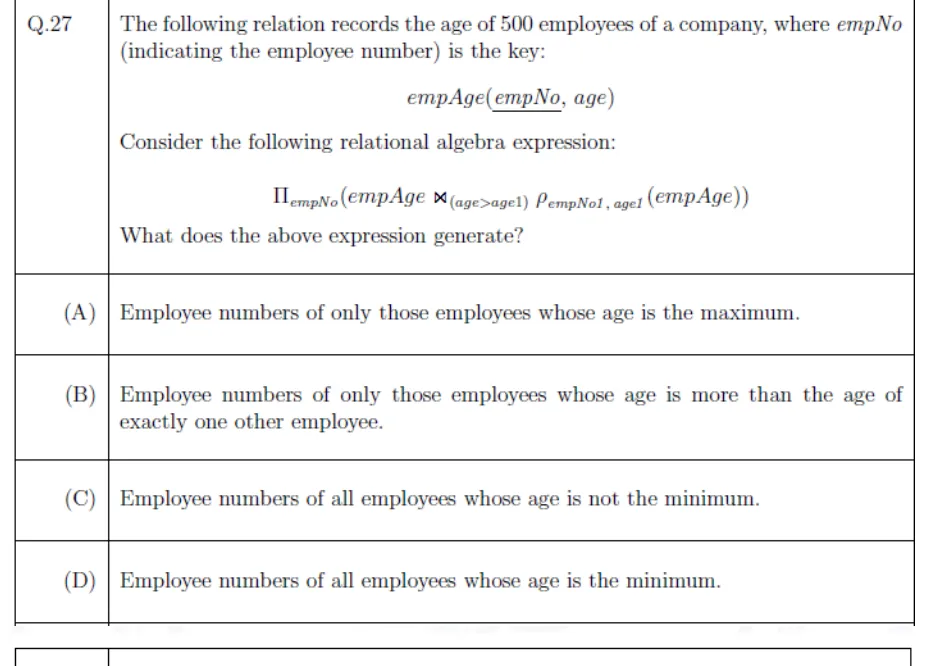 Q.27 The following relation records the age of 500 employees of a company, where empNo
(indicating the employee number) is the key:
empAge(empNo, age)
Consider the following relational algebra expression:
Π_empNo(empAge ⋈_(age>age1) ρ_empNo1, age1(empAge))
What does the above expression generate?
(A) Employee numbers of only those employees whose age is the maximum.
(B) Employee numbers of only those employees whose age is more than the age of
exactly one other employee.
(C) Employee numbers of all employees whose age is not the minimum.
(D) Employee numbers of all employees whose age is the minimum.